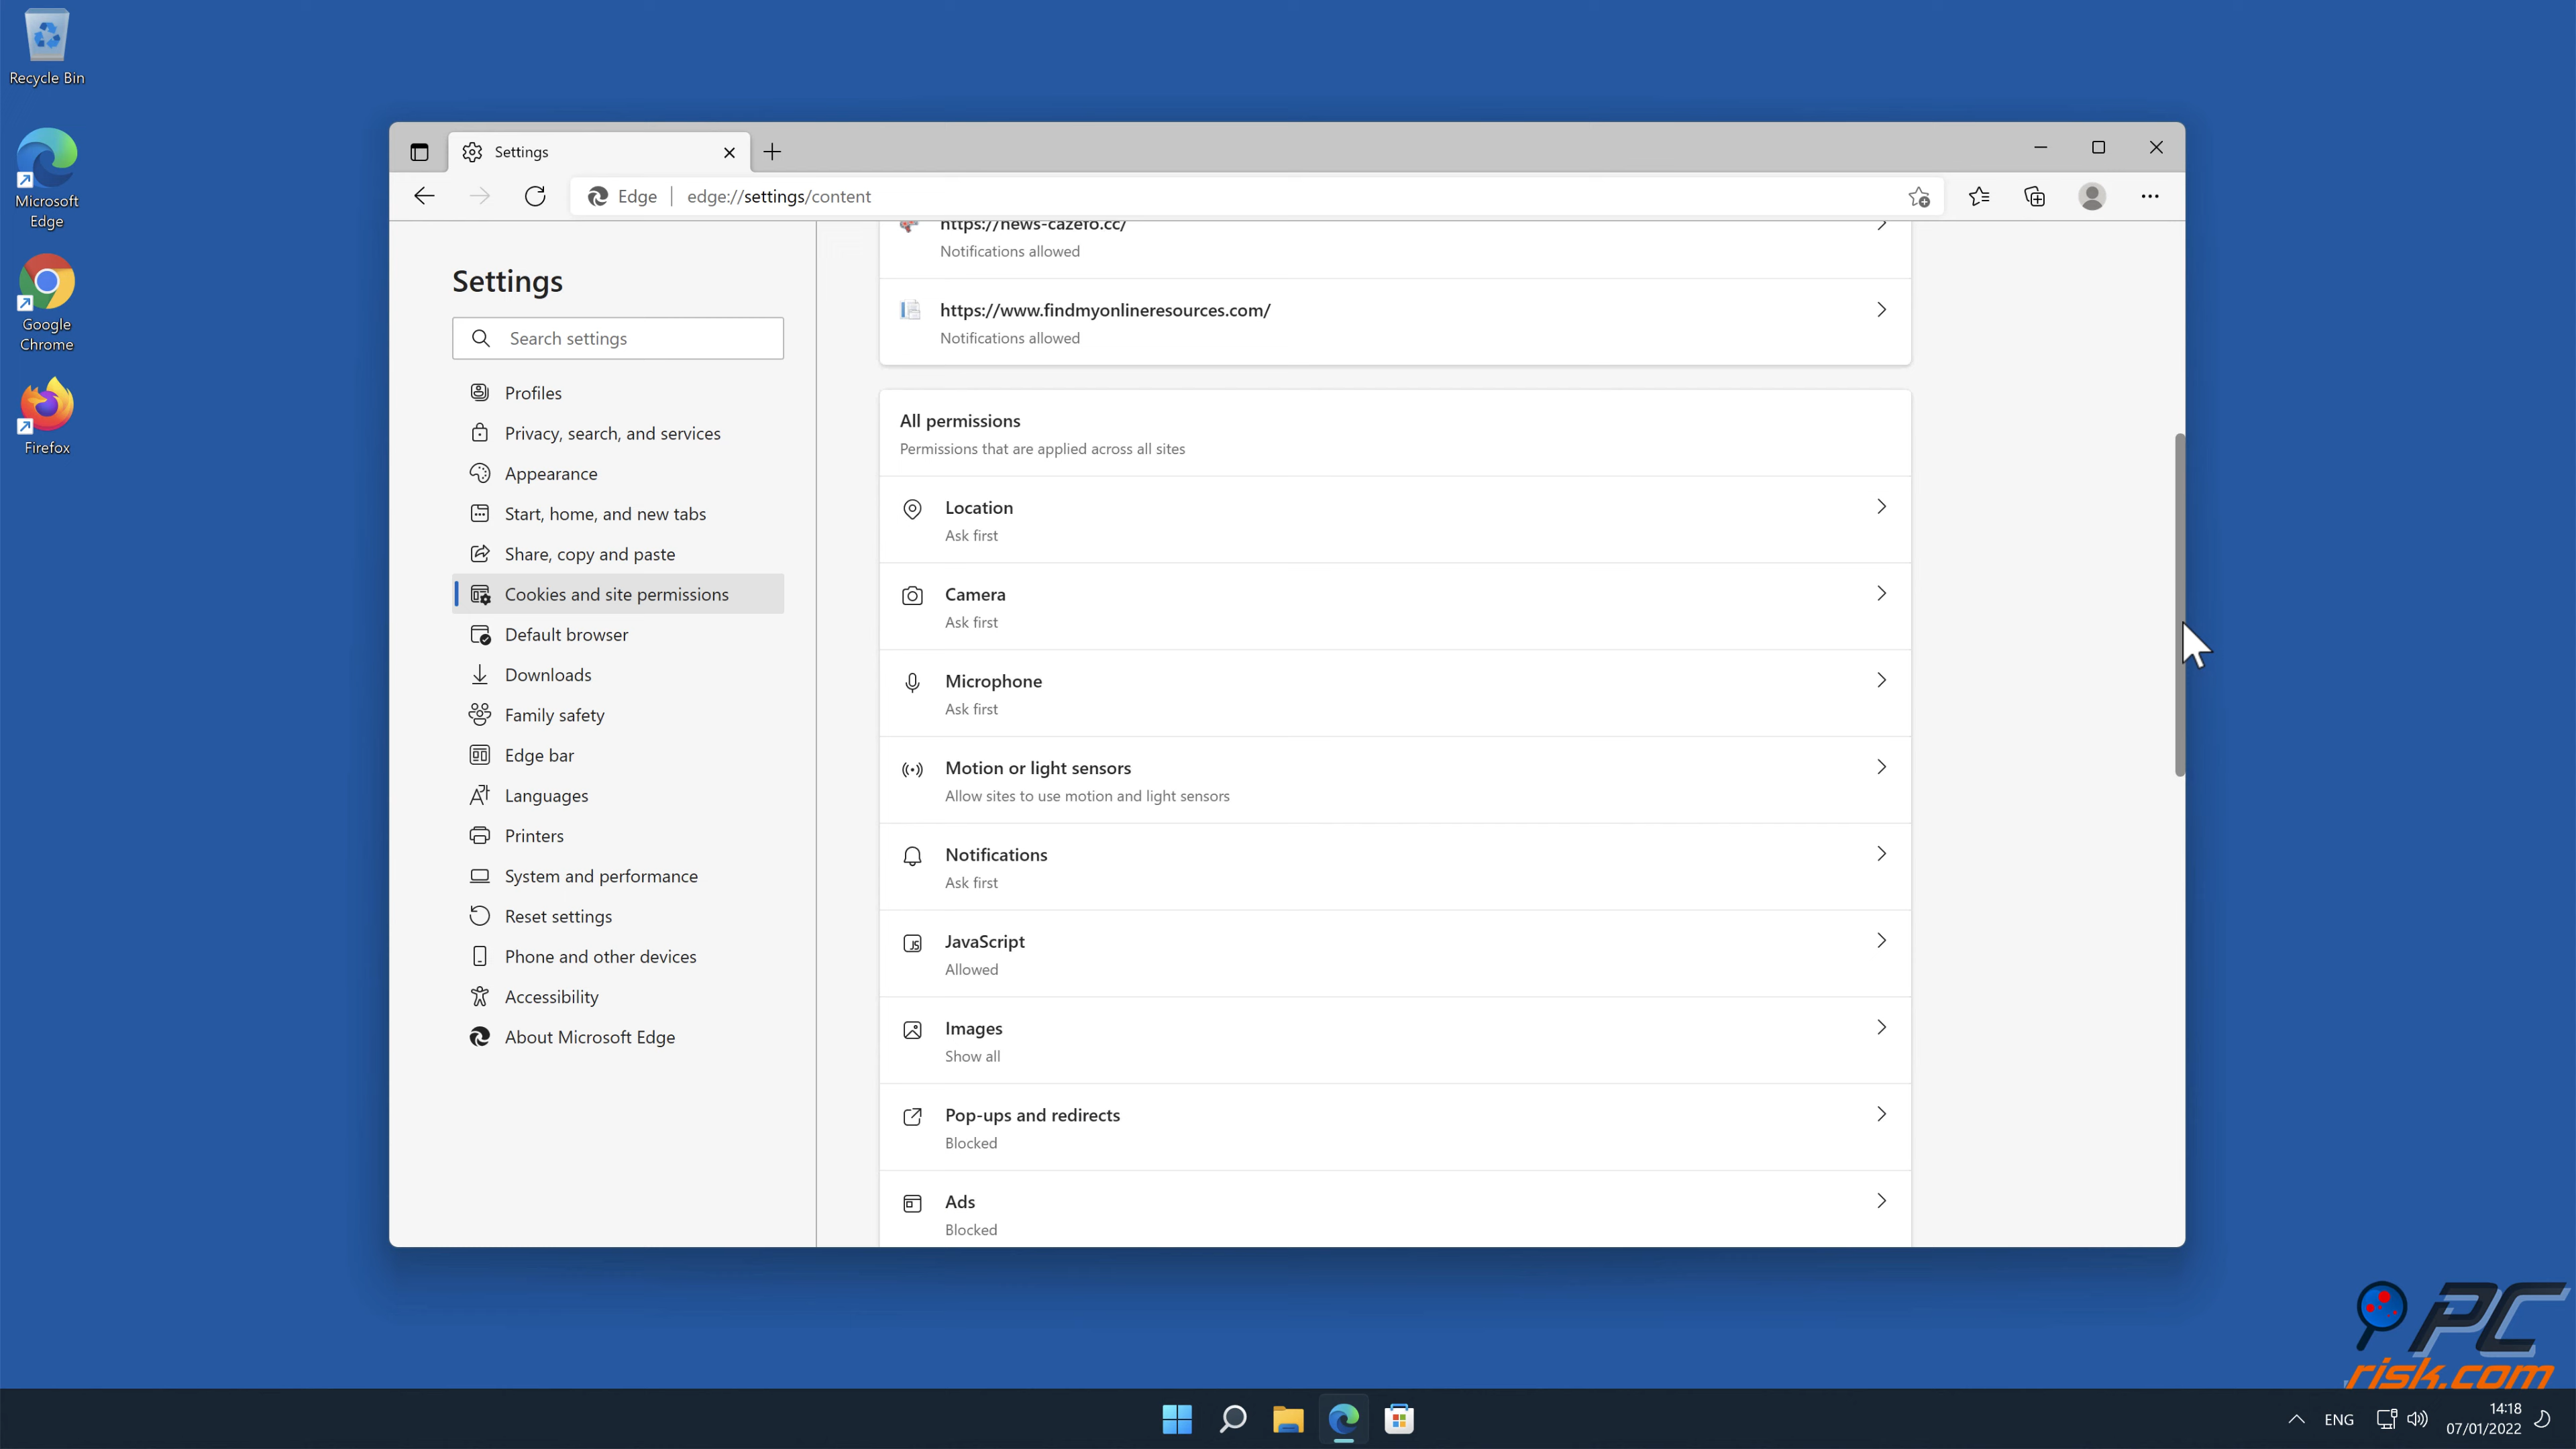 Recycle Bin
Microsoft
Edge
Google
Chrome
Firefox
Settings
Edge
edge://settings/content
Settings
Search settings
Profiles
Privacy, search, and services
Appearance
Start, home, and new tabs
Share, copy and paste
Cookies and site permissions
Default browser
Downloads
Family safety
Edge bar
Languages
Printers
System and performance
Reset settings
Phone and other devices
Accessibility
About Microsoft Edge
https://news-cazefo.cc/
Notifications allowed
https://www.findmyonlineresources.com/
Notifications allowed
All permissions
Permissions that are applied across all sites
Location
Ask first
Camera
Ask first
Microphone
Ask first
Motion or light sensors
Allow sites to use motion and light sensors
Notifications
Ask first
JavaScript
Allowed
Images
Show all
Pop-ups and redirects
Blocked
Ads
Blocked
PC
risk.com
ENG
14:18
07/01/2022